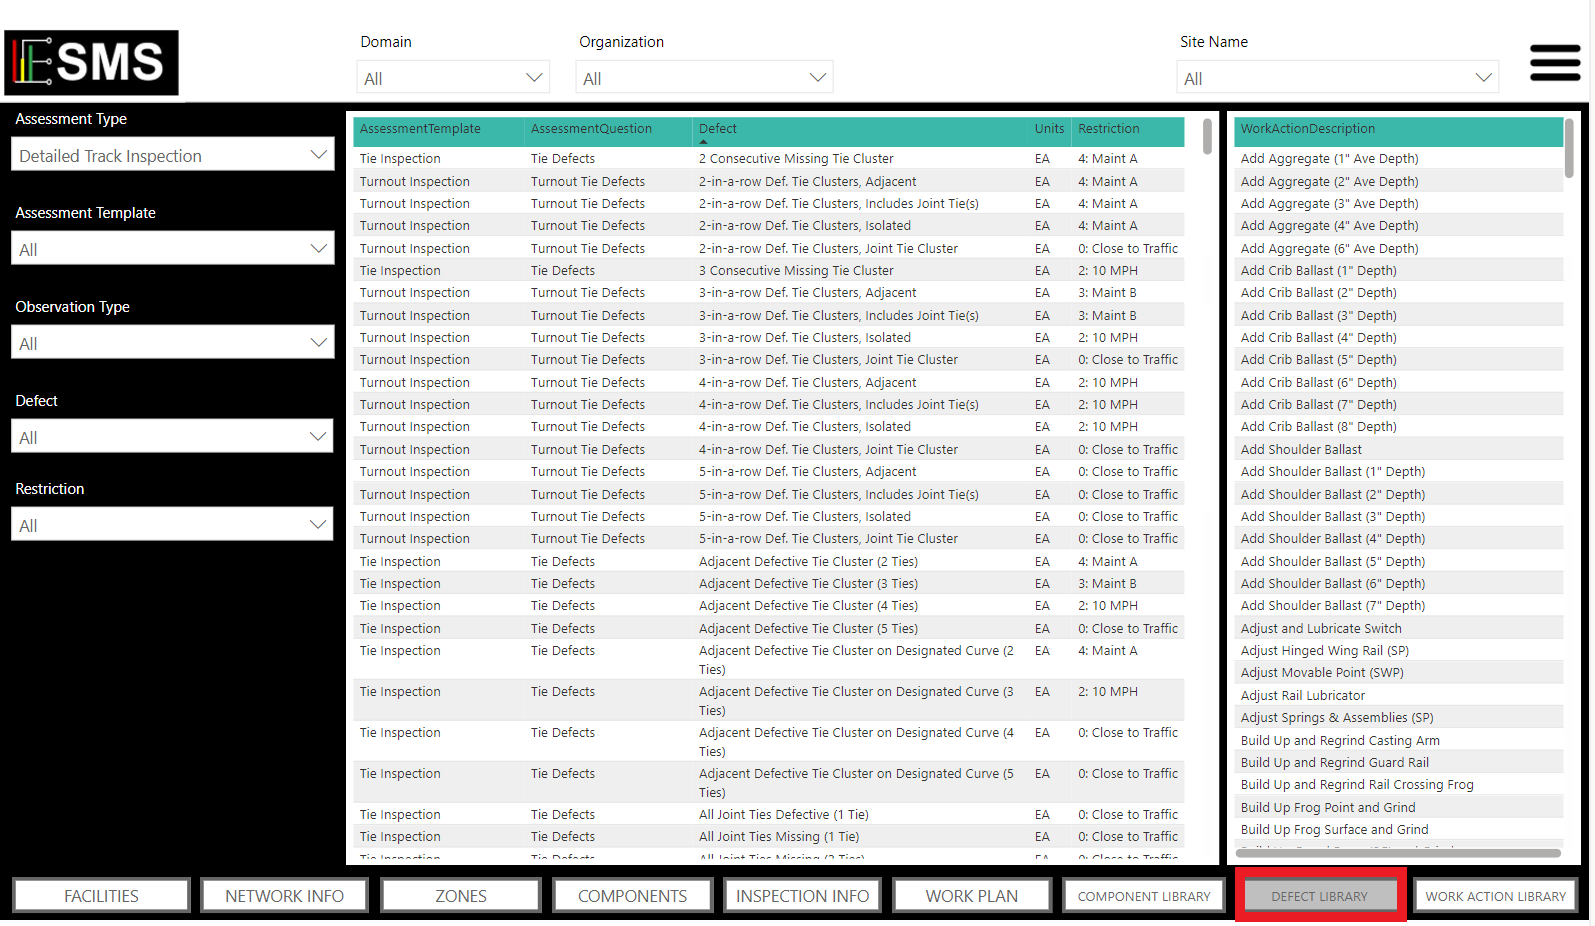 ESMS
Domain
Organization
Site Name
All
All
All
Assessment Type
Detailed Track Inspection
Assessment Template
All
Observation Type
All
Defect
All
Restriction
All
AssessmentTemplate AssessmentQuestion Defect Units Restriction
Tie Inspection Tie Defects 2 Consecutive Missing Tie Cluster EA 4: Maint A
Turnout Inspection Turnout Tie Defects 2-in-a-row Def. Tie Clusters, Adjacent EA 4: Maint A
Turnout Inspection Turnout Tie Defects 2-in-a-row Def. Tie Clusters, Includes Joint Tie(s) EA 4: Maint A
Turnout Inspection Turnout Tie Defects 2-in-a-row Def. Tie Clusters, Isolated EA 4: Maint A
Turnout Inspection Turnout Tie Defects 2-in-a-row Def. Tie Clusters, Joint Tie Cluster EA 0: Close to Traffic
Tie Inspection Tie Defects 3 Consecutive Missing Tie Cluster EA 2: 10 MPH
Turnout Inspection Turnout Tie Defects 3-in-a-row Def. Tie Clusters, Adjacent EA 3: Maint B
Turnout Inspection Turnout Tie Defects 3-in-a-row Def. Tie Clusters, Includes Joint Tie(s) EA 3: Maint B
Turnout Inspection Turnout Tie Defects 3-in-a-row Def. Tie Clusters, Isolated EA 2: 10 MPH
Turnout Inspection Turnout Tie Defects 3-in-a-row Def. Tie Clusters, Joint Tie Cluster EA 0: Close to Traffic
Turnout Inspection Turnout Tie Defects 4-in-a-row Def. Tie Clusters, Adjacent EA 2: 10 MPH
Turnout Inspection Turnout Tie Defects 4-in-a-row Def. Tie Clusters, Includes Joint Tie(s) EA 2: 10 MPH
Turnout Inspection Turnout Tie Defects 4-in-a-row Def. Tie Clusters, Isolated EA 2: 10 MPH
Turnout Inspection Turnout Tie Defects 4-in-a-row Def. Tie Clusters, Joint Tie Cluster EA 0: Close to Traffic
Turnout Inspection Turnout Tie Defects 5-in-a-row Def. Tie Clusters, Adjacent EA 0: Close to Traffic
Turnout Inspection Turnout Tie Defects 5-in-a-row Def. Tie Clusters, Includes Joint Tie(s) EA 0: Close to Traffic
Turnout Inspection Turnout Tie Defects 5-in-a-row Def. Tie Clusters, Isolated EA 0: Close to Traffic
Turnout Inspection Turnout Tie Defects 5-in-a-row Def. Tie Clusters, Joint Tie Cluster EA 0: Close to Traffic
Tie Inspection Tie Defects Adjacent Defective Tie Cluster (2 Ties) EA 4: Maint A
Tie Inspection Tie Defects Adjacent Defective Tie Cluster (3 Ties) EA 3: Maint B
Tie Inspection Tie Defects Adjacent Defective Tie Cluster (4 Ties) EA 2: 10 MPH
Tie Inspection Tie Defects Adjacent Defective Tie Cluster (5 Ties) EA 0: Close to Traffic
Tie Inspection Tie Defects Adjacent Defective Tie Cluster on Designated Curve (2 EA 4: Maint A
Ties)
Tie Inspection Tie Defects Adjacent Defective Tie Cluster on Designated Curve (3 EA 2: 10 MPH
Ties)
Tie Inspection Tie Defects Adjacent Defective Tie Cluster on Designated Curve (4 EA 0: Close to Traffic
Ties)
Tie Inspection Tie Defects Adjacent Defective Tie Cluster on Designated Curve (5 EA 0: Close to Traffic
Ties)
Tie Inspection Tie Defects All Joint Ties Defective (1 Tie) EA 0: Close to Traffic
Tie Inspection Tie Defects All Joint Ties Missing (1 Tie) EA 0: Close to Traffic
Tie Inspection Tie Defects All Joint Ties Missing (2 Ties) EA 0: Close to Traffic
WorkActionDescription
Add Aggregate (1" Ave Depth)
Add Aggregate (2" Ave Depth)
Add Aggregate (3" Ave Depth)
Add Aggregate (4" Ave Depth)
Add Aggregate (6" Ave Depth)
Add Crib Ballast (1" Depth)
Add Crib Ballast (2" Depth)
Add Crib Ballast (3" Depth)
Add Crib Ballast (4" Depth)
Add Crib Ballast (5" Depth)
Add Crib Ballast (6" Depth)
Add Crib Ballast (7" Depth)
Add Crib Ballast (8" Depth)
Add Shoulder Ballast
Add Shoulder Ballast (1" Depth)
Add Shoulder Ballast (2" Depth)
Add Shoulder Ballast (3" Depth)
Add Shoulder Ballast (4" Depth)
Add Shoulder Ballast (5" Depth)
Add Shoulder Ballast (6" Depth)
Add Shoulder Ballast (7" Depth)
Adjust and Lubricate Switch
Adjust Hinged Wing Rail (SP)
Adjust Movable Point (SWP)
Adjust Rail Lubricator
Adjust Springs & Assemblies (SP)
Build Up and Regrind Casting Arm
Build Up and Regrind Guard Rail
Build Up and Regrind Rail Crossing Frog
Build Up Frog Point and Grind
Build Up Frog Surface and Grind
FACILITIES
NETWORK INFO
ZONES
COMPONENTS
INSPECTION INFO
WORK PLAN
COMPONENT LIBRARY
DEFECT LIBRARY
WORK ACTION LIBRARY